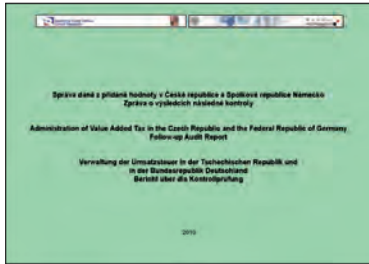 Správa daně z přidané hodnoty v České republice a Spolkové republice Německo
Zpráva o výsledcích následné kontroly
Administration of Value Added Tax in the Czech Republic and the Federal Republic of Germany
Follow-up Audit Report
Verwaltung der Umsatzsteuer in der Tschechischen Republik und
in der Bundesrepublik Deutschland
Bericht über die Kontrollprüfung